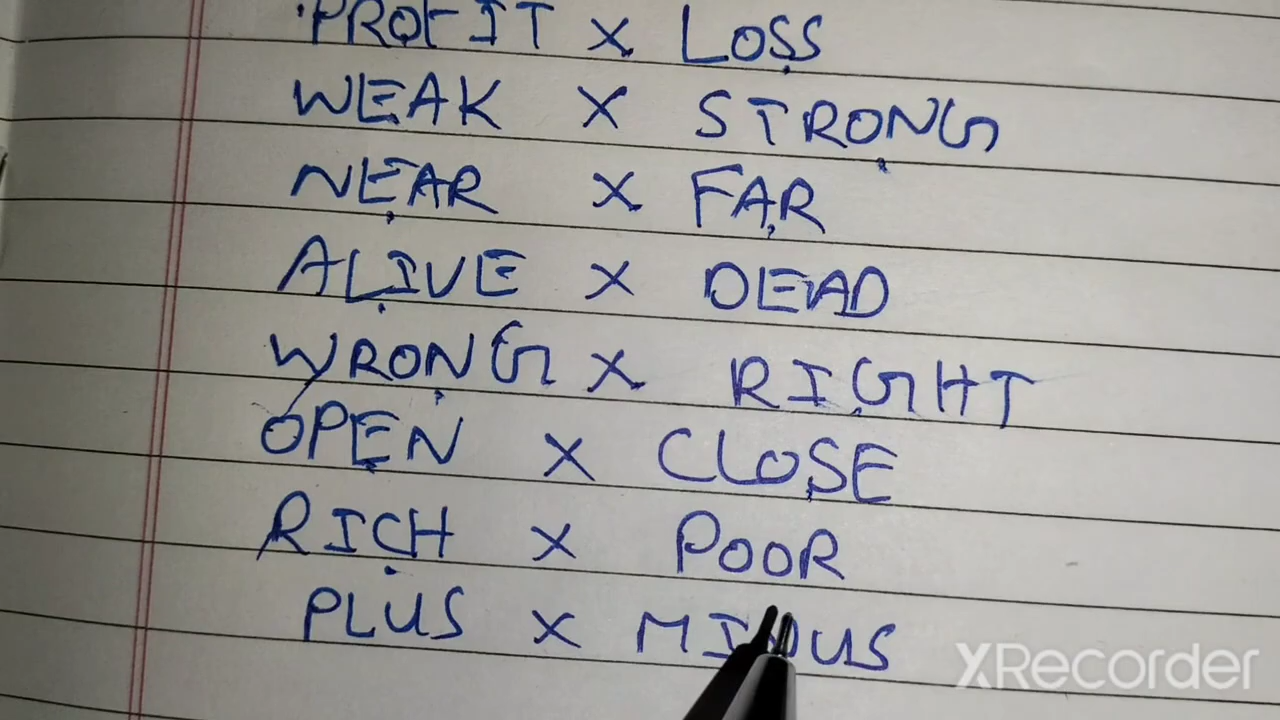 PROFIT X LOSS
WEAK X STRONG
NEAR X FAR
ALIVE X DEAD
WRONG X RIGHT
OPEN X CLOSE
RICH X POOR
PLUS X MINUS
XRecorder